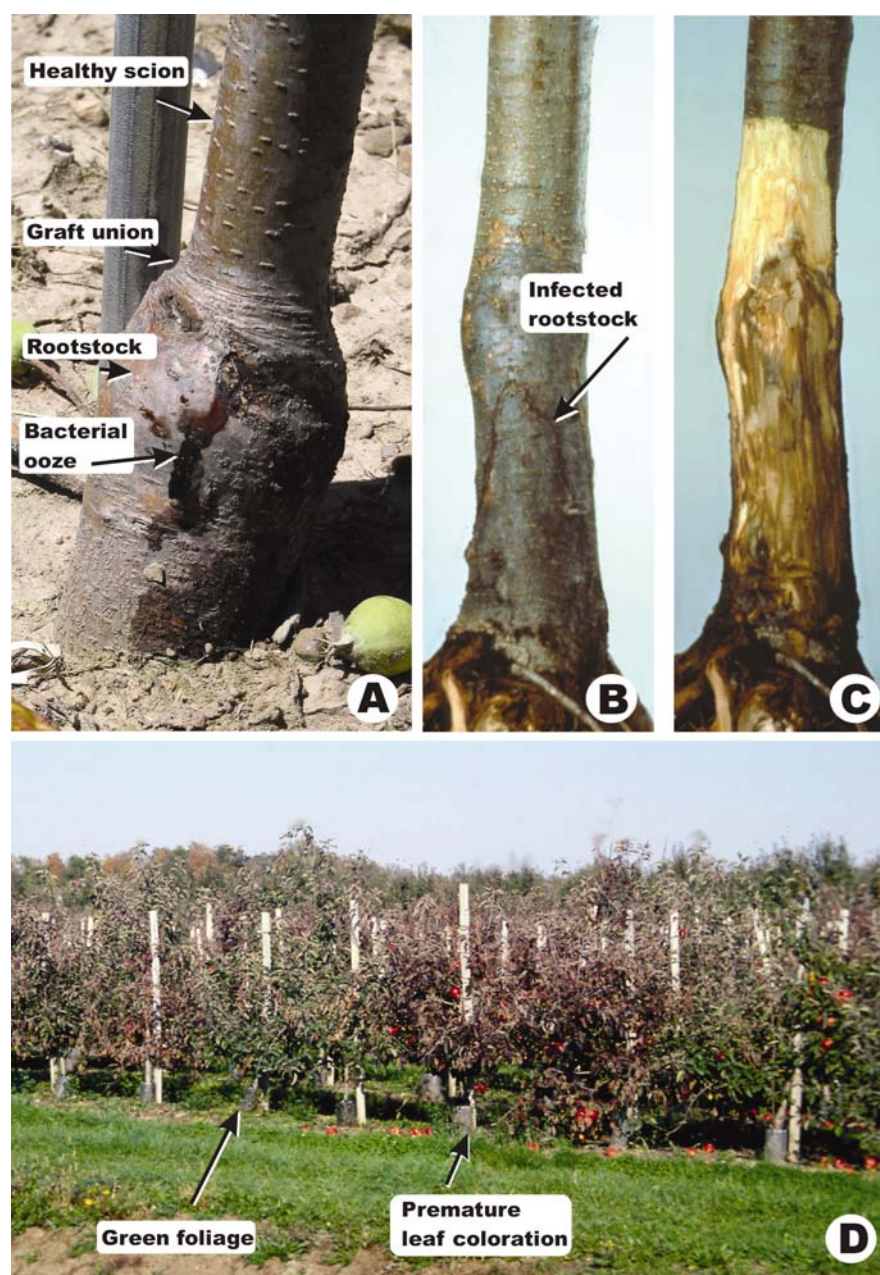 Healthy scion
Graft union
Rootstock
Bacterial
ooze
A
Infected
rootstock
B
C
Green foliage
Premature
leaf coloration
D